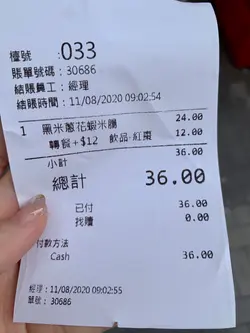 檯號 :033
賬單號碼：30686
結賬員工：經理
結賬時間：11/08/2020 09:02:54
1 黑米蔥花蝦米腸 24.00
轉餐+$12 飲品 紅棗 12.00
小計 36.00
總計 36.00
已付 36.00
找贖 0.00
付款方法
Cash 36.00
經理：11/08/2020 09:02:55
單號：30686